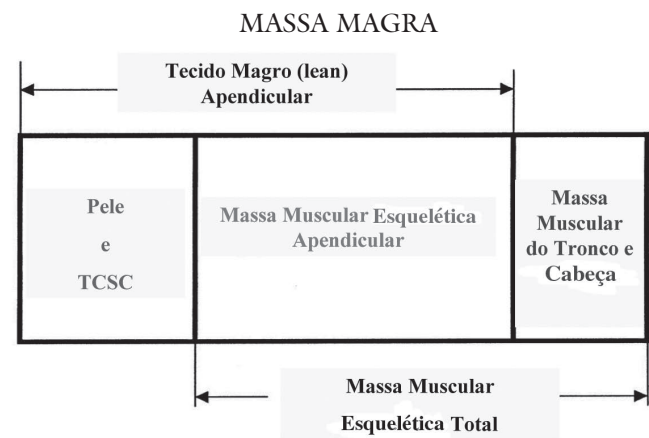 MASSA MAGRA
Tecido Magro (lean)
Apendicular
Pele
e
TCSC
Massa Muscular Esquelética
Apendicular
Massa
Muscular
do Tronco e
Cabeça
Massa Muscular
Esquelética Total